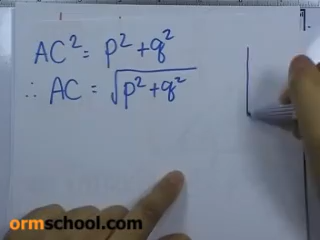 AC² = p² + q²
∴ AC = √p² + q²
ormschool.com